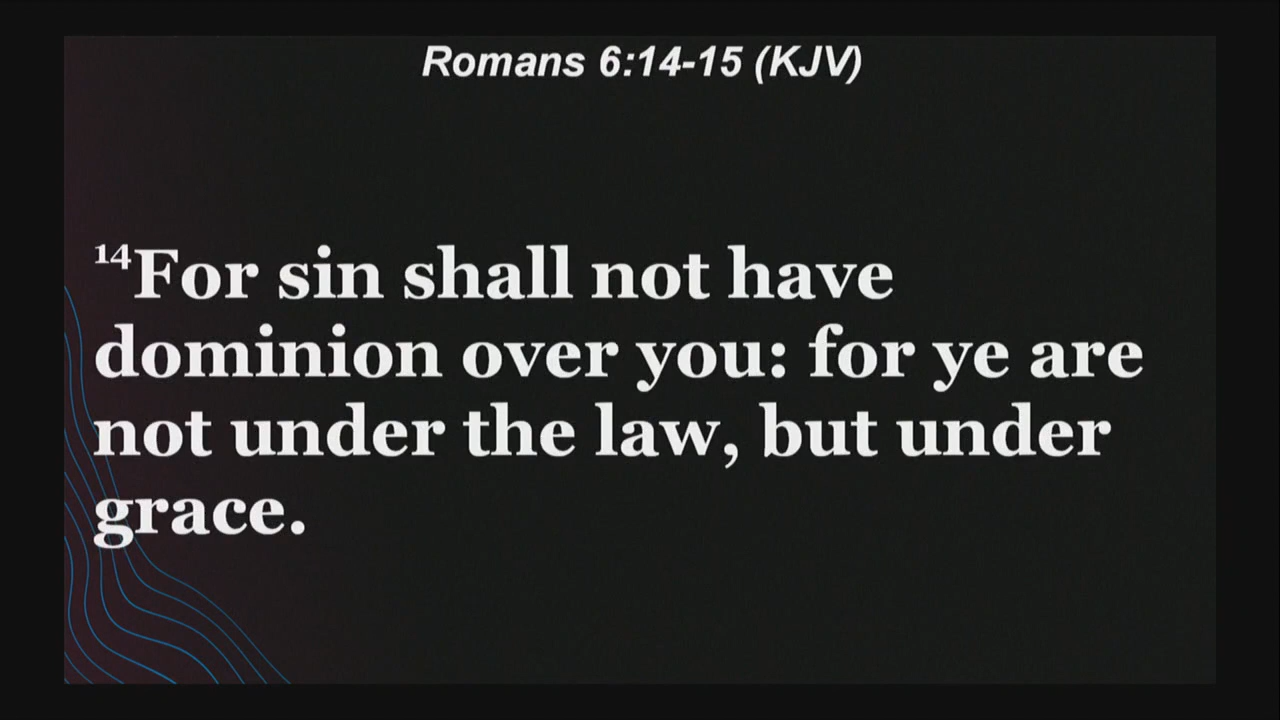 Romans 6:14-15 (KJV)
¹⁴For sin shall not have
dominion over you: for ye are
not under the law, but under
grace.